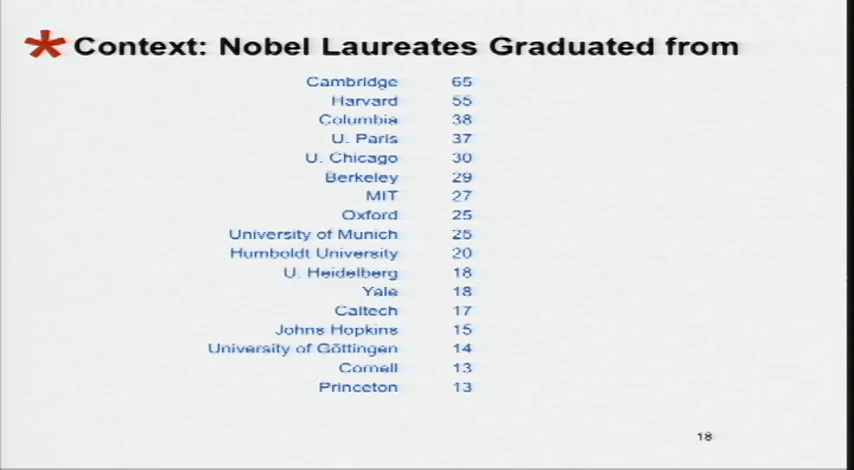 * Context: Nobel Laureates Graduated from
Cambridge 65
Harvard 55
Columbia 38
U. Paris 37
U. Chicago 30
Berkeley 29
MIT 27
Oxford 25
University of Munich 25
Humboldt University 20
U. Heidelberg 18
Yale 18
Caltech 17
Johns Hopkins 15
University of Göttingen 14
Cornell 13
Princeton 13
18